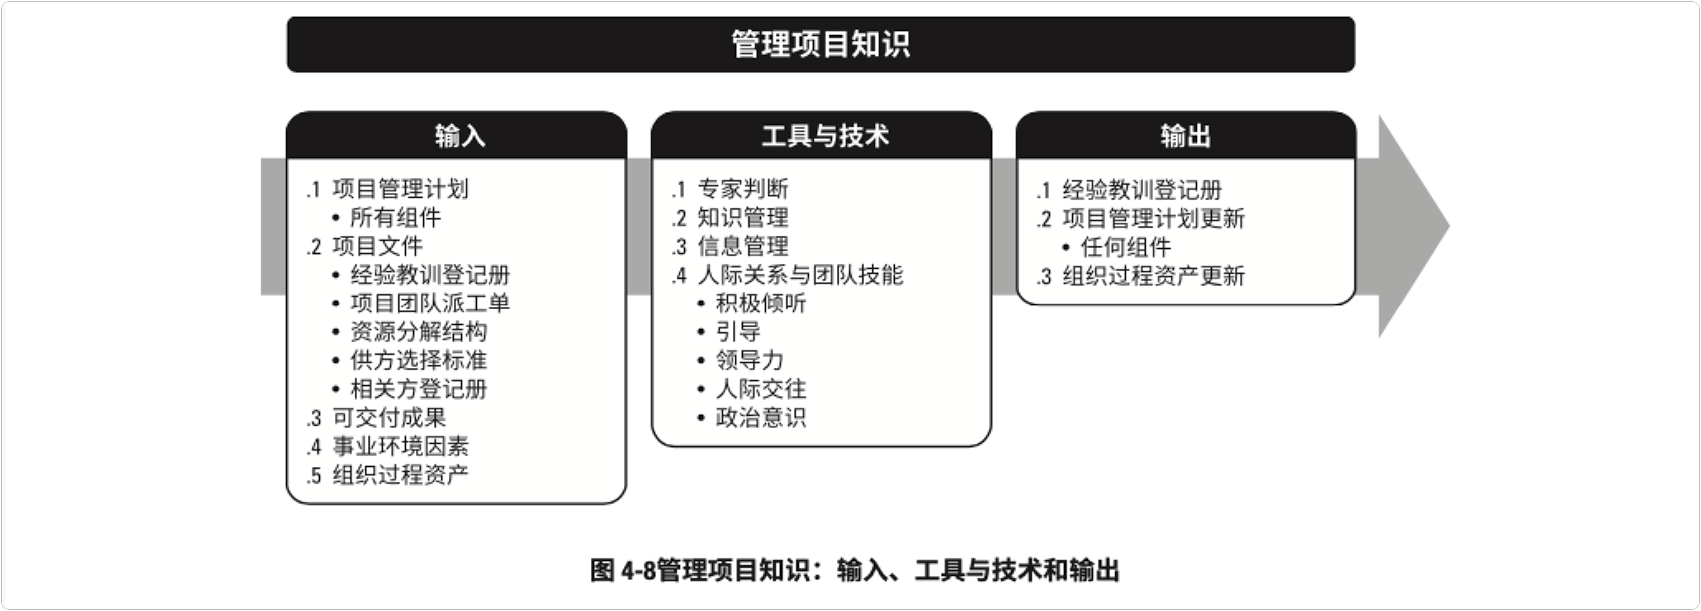 管理项目知识
输入
.1 项目管理计划
• 所有组件
.2 项目文件
• 经验教训登记册
• 项目团队派工单
• 资源分解结构
• 供方选择标准
• 相关方登记册
.3 可交付成果
.4 事业环境因素
.5 组织过程资产
工具与技术
.1 专家判断
.2 知识管理
.3 信息管理
.4 人际关系与团队技能
• 积极倾听
• 引导
• 领导力
• 人际交往
• 政治意识
输出
.1 经验教训登记册
.2 项目管理计划更新
• 任何组件
.3 组织过程资产更新
图 4-8管理项目知识：输入、工具与技术和输出